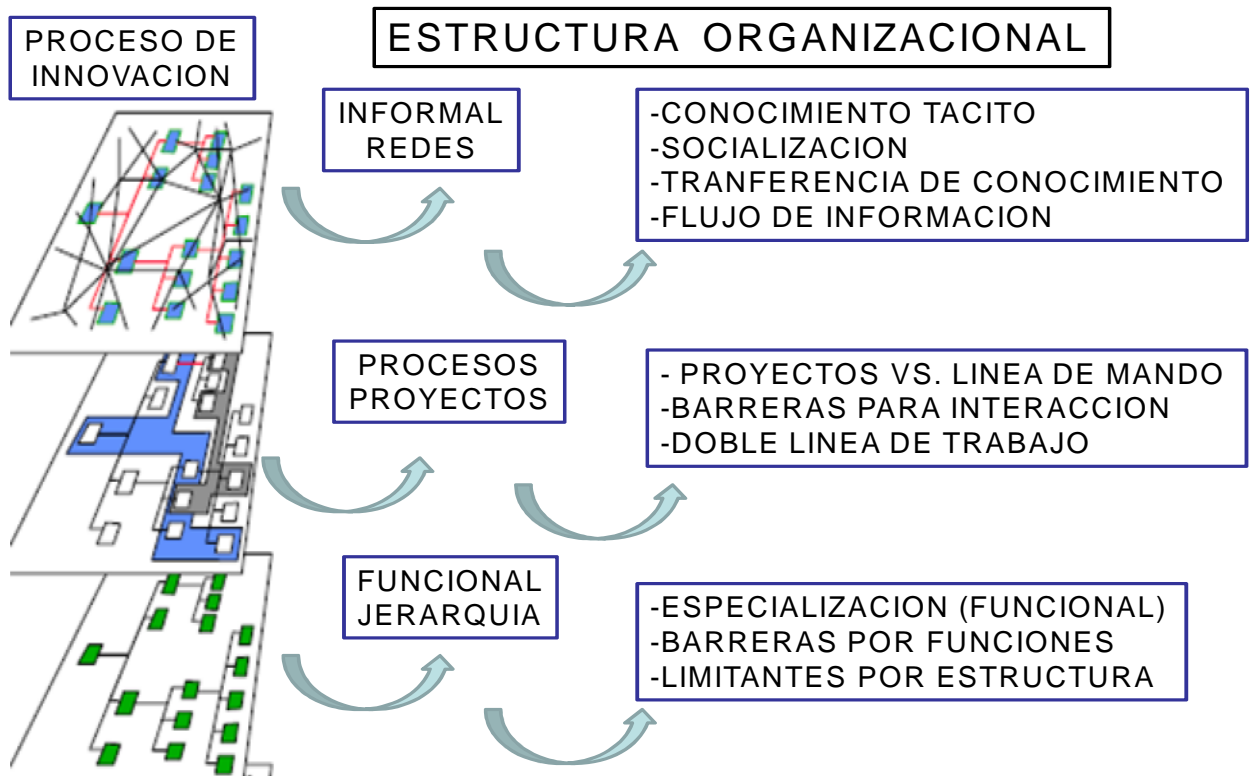 PROCESO DE
INNOVACION
ESTRUCTURA ORGANIZACIONAL
INFORMAL
REDES
-CONOCIMIENTO TACITO
-SOCIALIZACION
-TRANFERENCIA DE CONOCIMIENTO
-FLUJO DE INFORMACION
PROCESOS
PROYECTOS
- PROYECTOS VS. LINEA DE MANDO
-BARRERAS PARA INTERACCION
-DOBLE LINEA DE TRABAJO
FUNCIONAL
JERARQUIA
-ESPECIALIZACION (FUNCIONAL)
-BARRERAS POR FUNCIONES
-LIMITANTES POR ESTRUCTURA